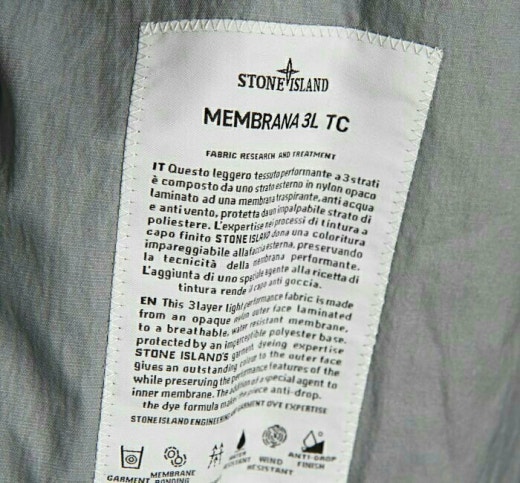 STONE ISLAND
MEMBRANA 3L TC
FABRIC RESEARCH AND TREATMENT
IT Questo leggero tessuto performante a 3 strati
è composto da uno strato esterno in nylon opaco
laminato ad una membrana traspirante, anti acqua
e anti vento, protetta da un impalpabile strato di
poliestere. L'expertise nei processi di tintura a
capo finito STONE ISLAND dona una coloritura
impareggiabile alla faccia esterna, preservando
la tecnicità della membrana performante.
L'aggiunta di uno speciale agente alla ricetta di
tintura rende il capo anti goccia.
EN This 3 layer light performance fabric is made
from an opaque nylon outer face laminated
to a breathable, water resistant membrane,
protected by an imperceptible polyester base.
STONE ISLAND'S garment dyeing expertise
gives an outstanding colour to the outer face
while preserving the performance features of the
inner membrane. The addition of a special agent to
the dye formula makes the piece anti-drop.
STONE ISLAND ENGINEERING GARMENT DYE EXPERTISE
GARMENT
MEMBRANE
BONDING
WATER
RESISTANT
WIND
RESISTANT
ANTI-DROP
FINISH